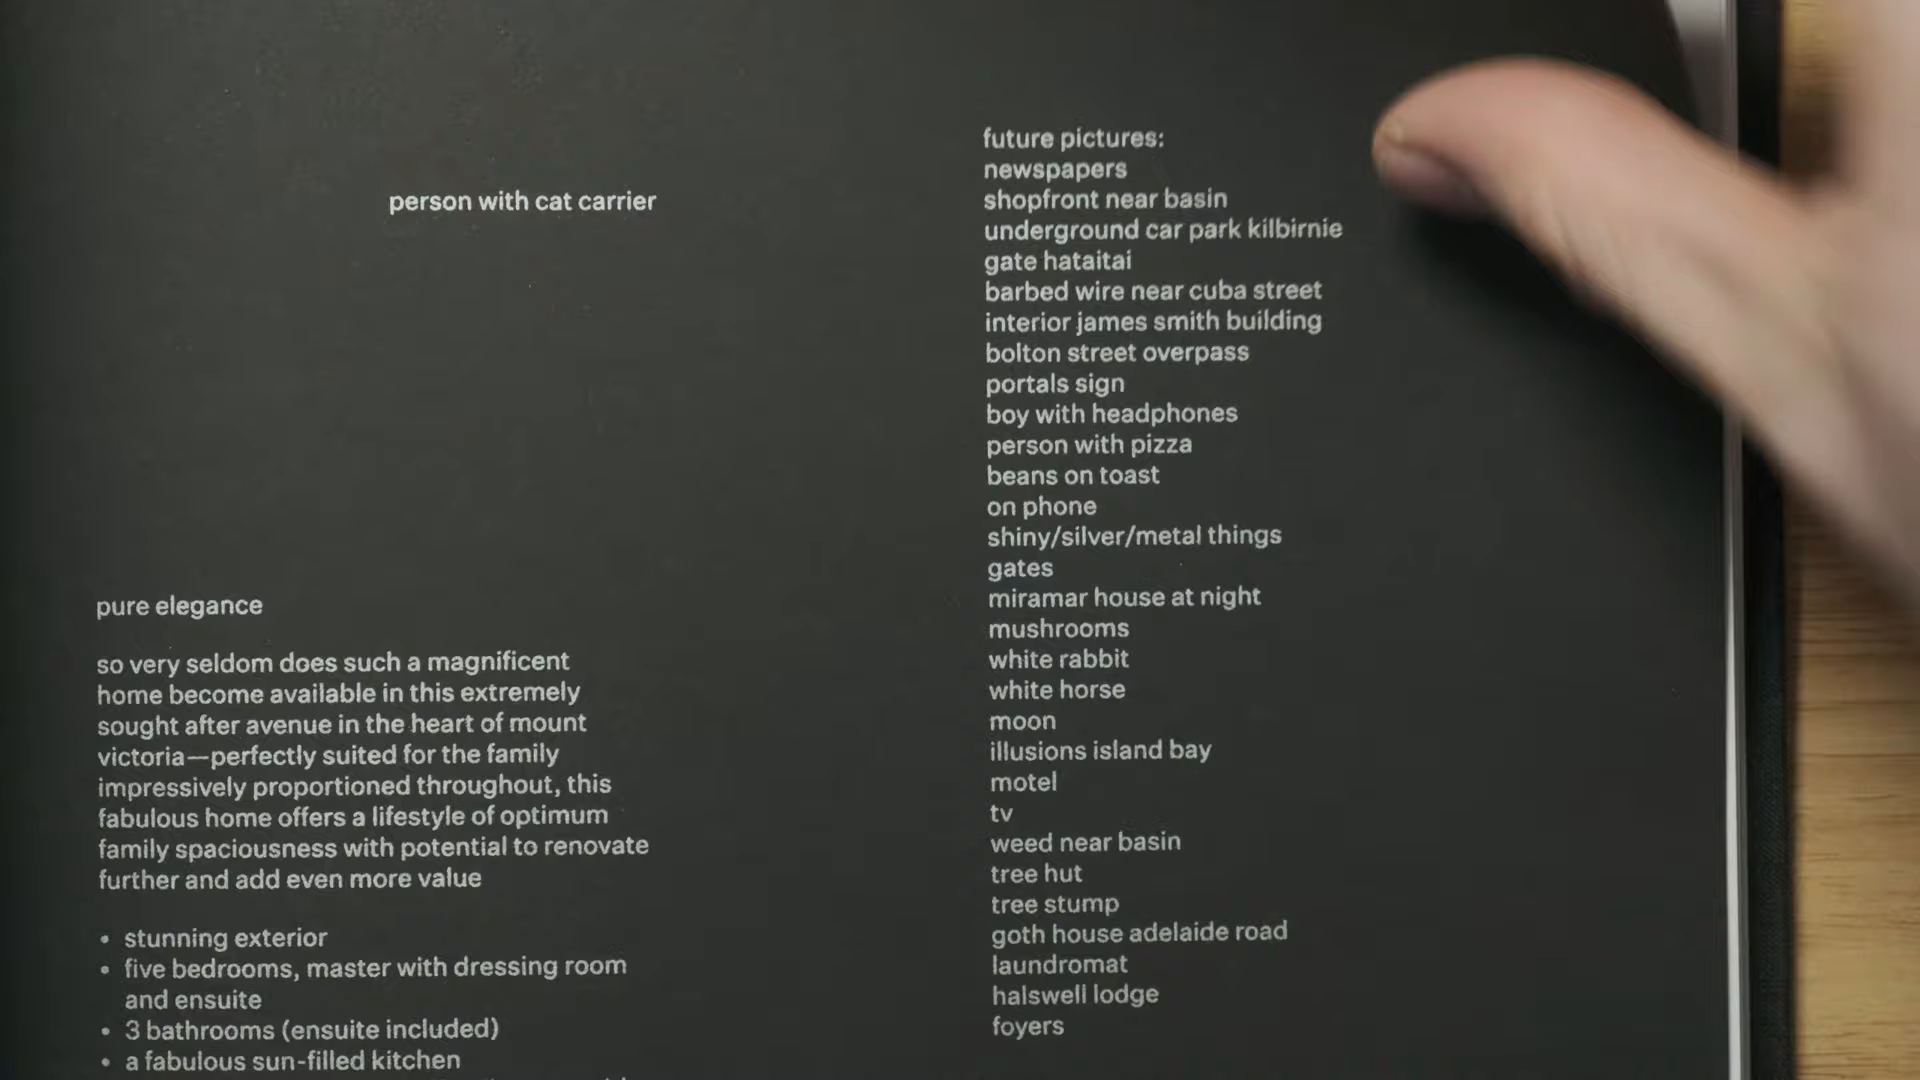 person with cat carrier
pure elegance
so very seldom does such a magnificent
home become available in this extremely
sought after avenue in the heart of mount
victoria—perfectly suited for the family
impressively proportioned throughout, this
fabulous home offers a lifestyle of optimum
family spaciousness with potential to renovate
further and add even more value
• stunning exterior
• five bedrooms, master with dressing room
and ensuite
• 3 bathrooms (ensuite included)
• a fabulous sun-filled kitchen
future pictures:
newspapers
shopfront near basin
underground car park kilbirnie
gate hataitai
barbed wire near cuba street
interior james smith building
bolton street overpass
portals sign
boy with headphones
person with pizza
beans on toast
on phone
shiny/silver/metal things
gates
miramar house at night
mushrooms
white rabbit
white horse
moon
illusions island bay
motel
tv
weed near basin
tree hut
tree stump
goth house adelaide road
laundromat
halswell lodge
foyers